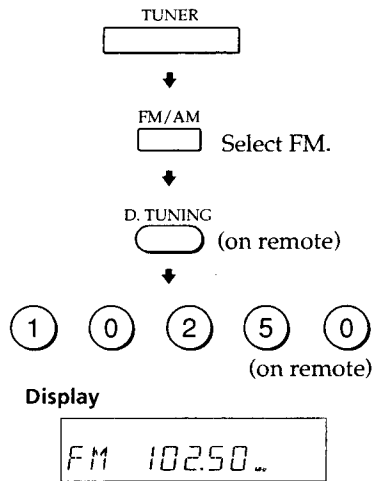 TUNER
FM/AM
Select FM.
D. TUNING
(on remote)
1 0 2 5 0
(on remote)
Display
FM 102.50 MHz